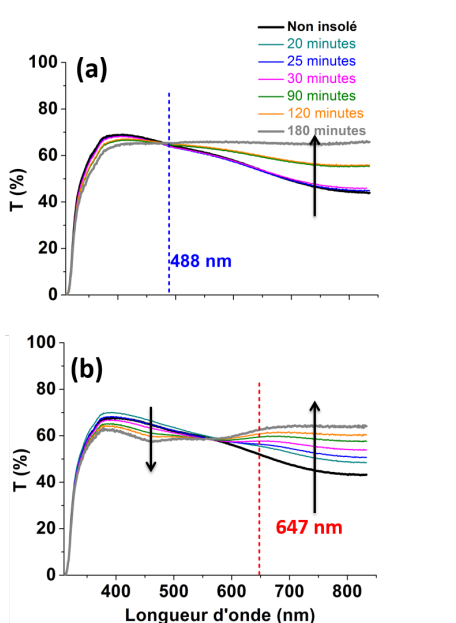 Non insolé
20 minutes
25 minutes
30 minutes
90 minutes
120 minutes
180 minutes
(a)
100
80
60
40
20
0
T (%)
488 nm
(b)
100
80
60
40
20
0
T (%)
647 nm
400 500 600 700 800
Longueur d'onde (nm)